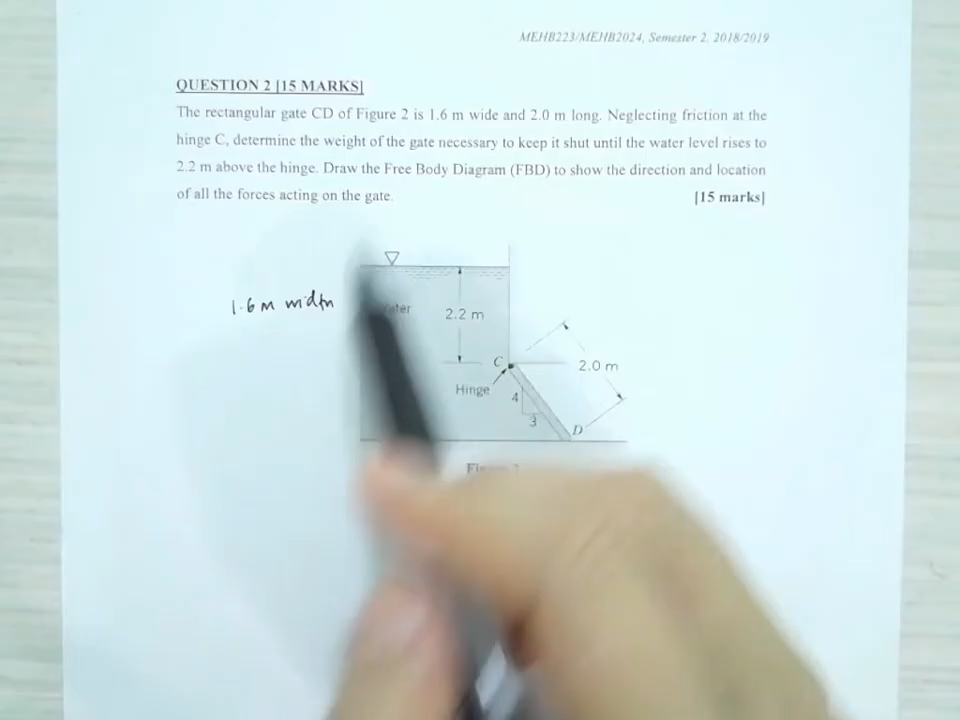 MEHB223/MEHB2024, Semester 2, 2018/2019
QUESTION 2 [15 MARKS]
The rectangular gate CD of Figure 2 is 1.6 m wide and 2.0 m long. Neglecting friction at the
hinge C, determine the weight of the gate necessary to keep it shut until the water level rises to
2.2 m above the hinge. Draw the Free Body Diagram (FBD) to show the direction and location
of all the forces acting on the gate. [15 marks]
1.6 m width
2.2 m
C
2.0 m
Hinge
4
3
D